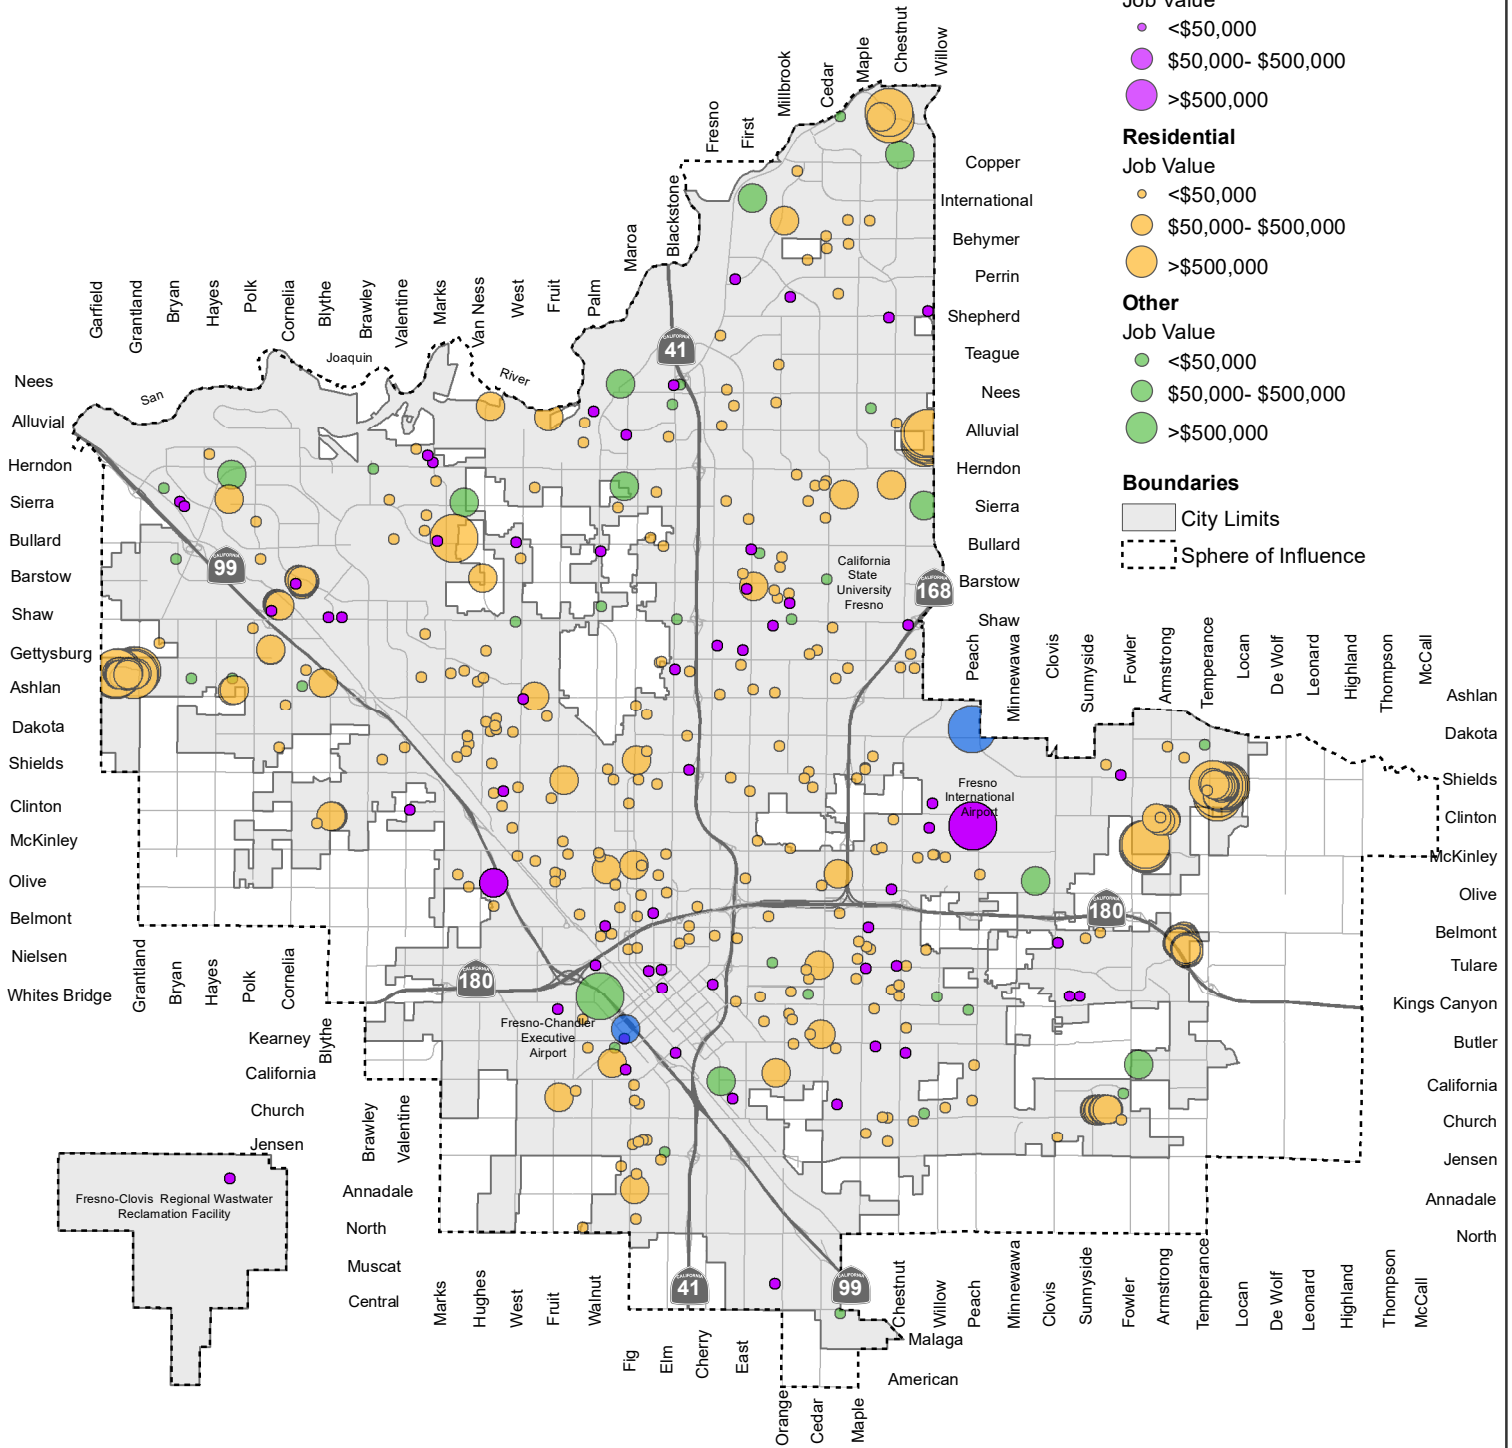 Job Value
<$50,000
$50,000- $500,000
>$500,000
Residential
Job Value
<$50,000
$50,000- $500,000
>$500,000
Other
Job Value
<$50,000
$50,000- $500,000
>$500,000
Boundaries
City Limits
Sphere of Influence
Fresno
First
Millbrook
Cedar
Maple
Chestnut
Willow
Garfield
Grantland
Bryan
Hayes
Polk
Cornelia
Blythe
Brawley
Valentine
Marks
Van Ness
West
Fruit
Palm
Maroa
Blackstone
Copper
International
Behymer
Perrin
Shepherd
Teague
Nees
Alluvial
Herndon
Sierra
Bullard
Barstow
Shaw
San
Joaquin
River
Nees
Alluvial
Herndon
Sierra
Bullard
Barstow
Shaw
Gettysburg
Ashlan
Dakota
Shields
Clinton
McKinley
Olive
Belmont
Nielsen
Whites Bridge
CALIFORNIA
41
CALIFORNIA
99
CALIFORNIA
168
California
State
University
Fresno
Peach
Minnewawa
Clovis
Sunnyside
Fowler
Armstrong
Temperance
Locan
De Wolf
Leonard
Highland
Thompson
McCall
Ashlan
Dakota
Shields
Clinton
McKinley
Olive
Belmont
Tulare
Kings Canyon
Butler
California
Church
Jensen
Annadale
North
Fresno
International
Airport
CALIFORNIA
180
CALIFORNIA
180
Fresno-Chandler
Executive
Airport
Grantland
Bryan
Hayes
Polk
Cornelia
Blythe
Kearney
California
Church
Jensen
Brawley
Valentine
Annadale
North
Muscat
Central
Fresno-Clovis Regional Wastwater
Reclamation Facility
CALIFORNIA
41
CALIFORNIA
99
Marks
Hughes
West
Fruit
Walnut
Fig
Elm
Cherry
East
Orange
Cedar
Maple
Chestnut
Willow
Peach
Minnewawa
Clovis
Sunnyside
Fowler
Armstrong
Temperance
Locan
De Wolf
Leonard
Highland
Thompson
McCall
Malaga
American